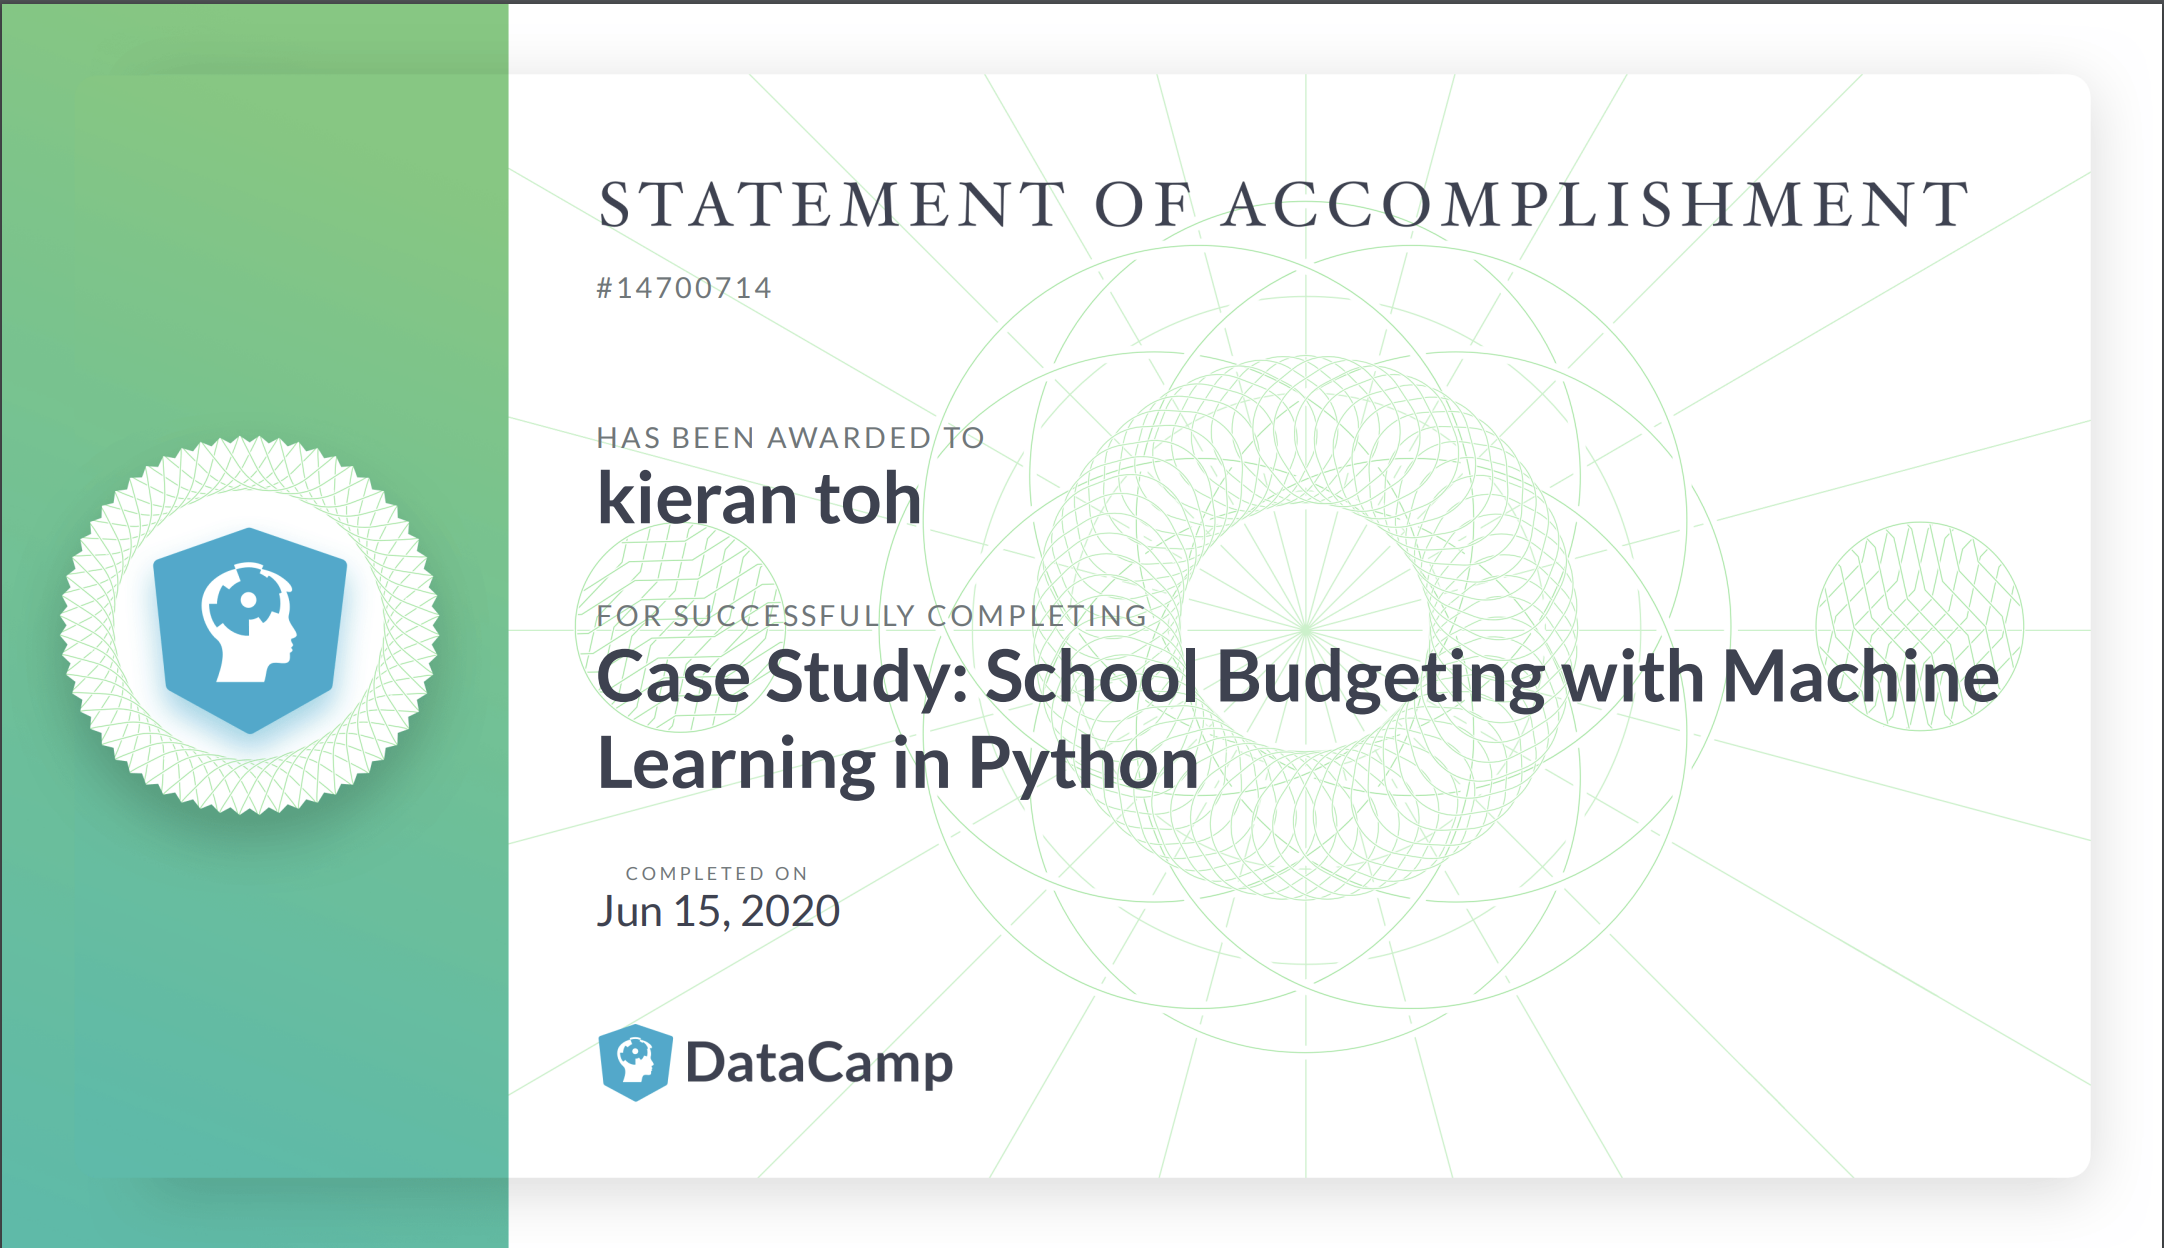 STATEMENT OF ACCOMPLISHMENT
#14700714
HAS BEEN AWARDED TO
kieran toh
FOR SUCCESSFULLY COMPLETING
Case Study: School Budgeting with Machine
Learning in Python
COMPLETED ON
Jun 15, 2020
DataCamp